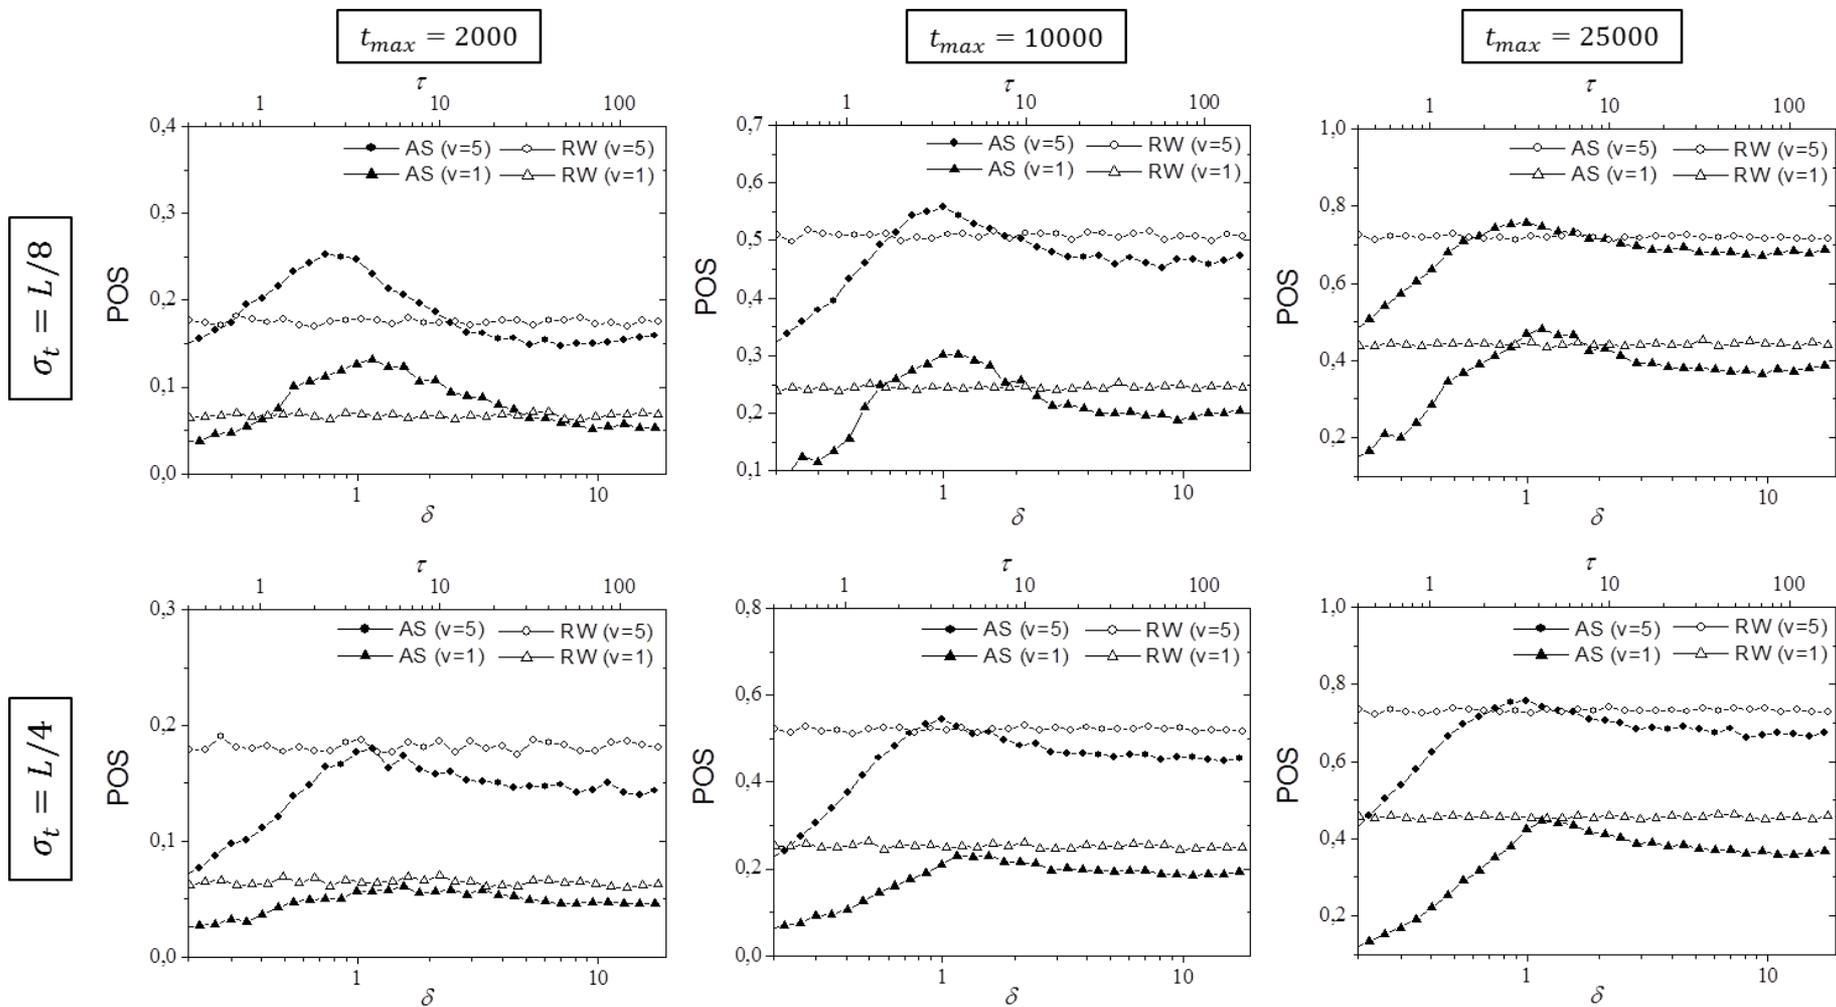 t_max = 2000
t_max = 10000
t_max = 25000
σ_t = L/8
τ
1 10 100
0,4
0,3
0,2
0,1
0,0
POS
AS (v=5) RW (v=5)
AS (v=1) RW (v=1)
1 10
δ
τ
1 10 100
0,7
0,6
0,5
0,4
0,3
0,2
0,1
POS
AS (v=5) RW (v=5)
AS (v=1) RW (v=1)
1 10
δ
τ
1 10 100
1,0
0,8
0,6
0,4
0,2
POS
AS (v=5) RW (v=5)
AS (v=1) RW (v=1)
1 10
δ
σ_t = L/4
τ
1 10 100
0,3
0,2
0,1
0,0
POS
AS (v=5) RW (v=5)
AS (v=1) RW (v=1)
1 10
δ
τ
1 10 100
0,8
0,6
0,4
0,2
0,0
POS
AS (v=5) RW (v=5)
AS (v=1) RW (v=1)
1 10
δ
τ
1 10 100
1,0
0,8
0,6
0,4
0,2
POS
AS (v=5) RW (v=5)
AS (v=1) RW (v=1)
1 10
δ